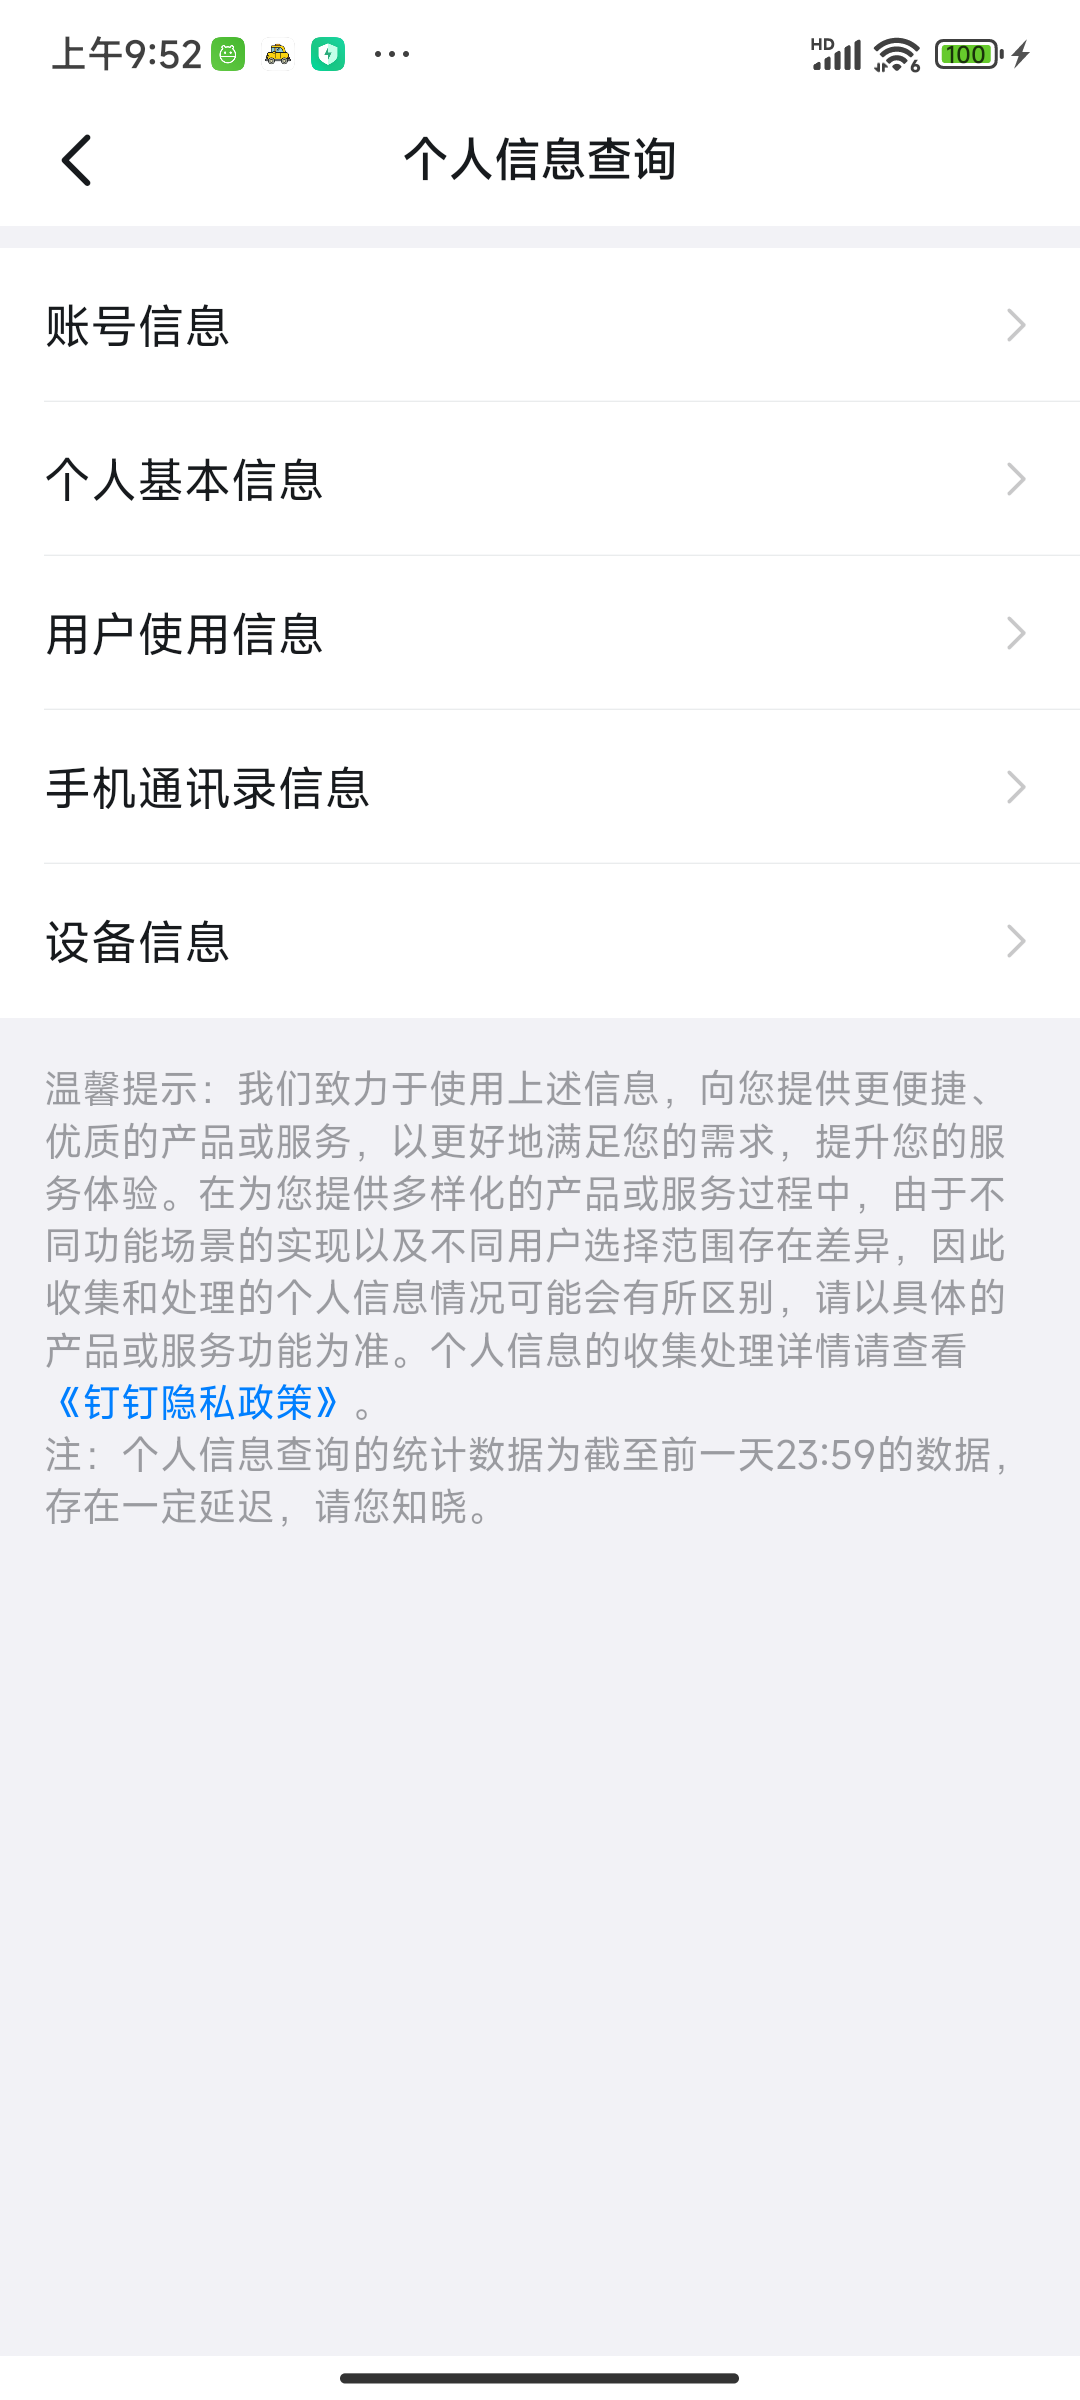 上午9:52
HD
6
100
个人信息查询
账号信息
个人基本信息
用户使用信息
手机通讯录信息
设备信息
温馨提示：我们致力于使用上述信息，向您提供更便捷、
优质的产品或服务，以更好地满足您的需求，提升您的服
务体验。在为您提供多样化的产品或服务过程中，由于不
同功能场景的实现以及不同用户选择范围存在差异，因此
收集和处理的个人信息情况可能会有所区别，请以具体的
产品或服务功能为准。个人信息的收集处理详情请查看
《钉钉隐私政策》。
注：个人信息查询的统计数据为截至前一天23:59的数据，
存在一定延迟，请您知晓。